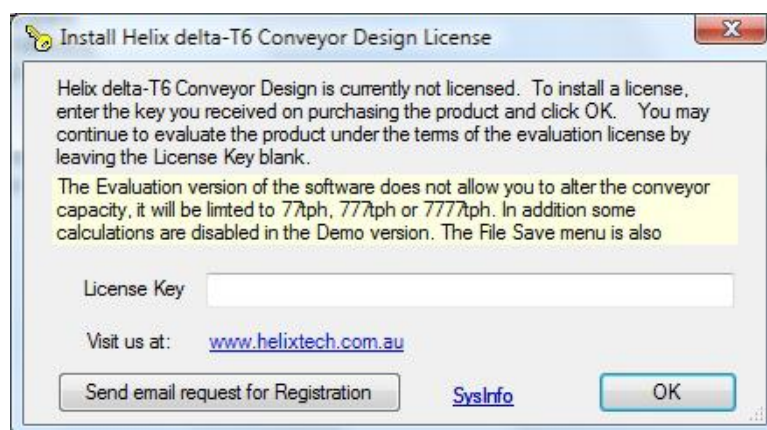 Install Helix delta-T6 Conveyor Design License
Helix delta-T6 Conveyor Design is currently not licensed. To install a license,
enter the key you received on purchasing the product and click OK. You may
continue to evaluate the product under the terms of the evaluation license by
leaving the License Key blank.
The Evaluation version of the software does not allow you to alter the conveyor
capacity, it will be limted to 77tph, 777tph or 7777tph. In addition some
calculations are disabled in the Demo version. The File Save menu is also
License Key
Visit us at: www.helixtech.com.au
Send email request for Registration SysInfo OK